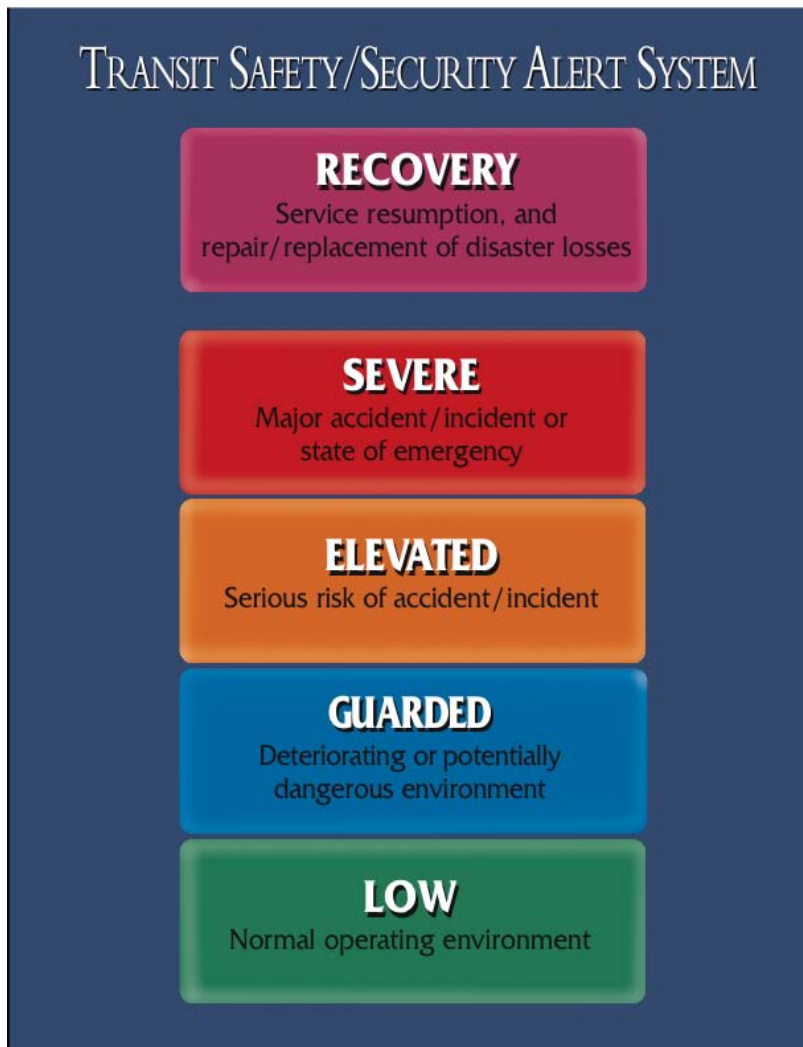 TRANSIT SAFETY/SECURITY ALERT SYSTEM
RECOVERY
Service resumption, and
repair/replacement of disaster losses
SEVERE
Major accident/incident or
state of emergency
ELEVATED
Serious risk of accident/incident
GUARDED
Deteriorating or potentially
dangerous environment
LOW
Normal operating environment